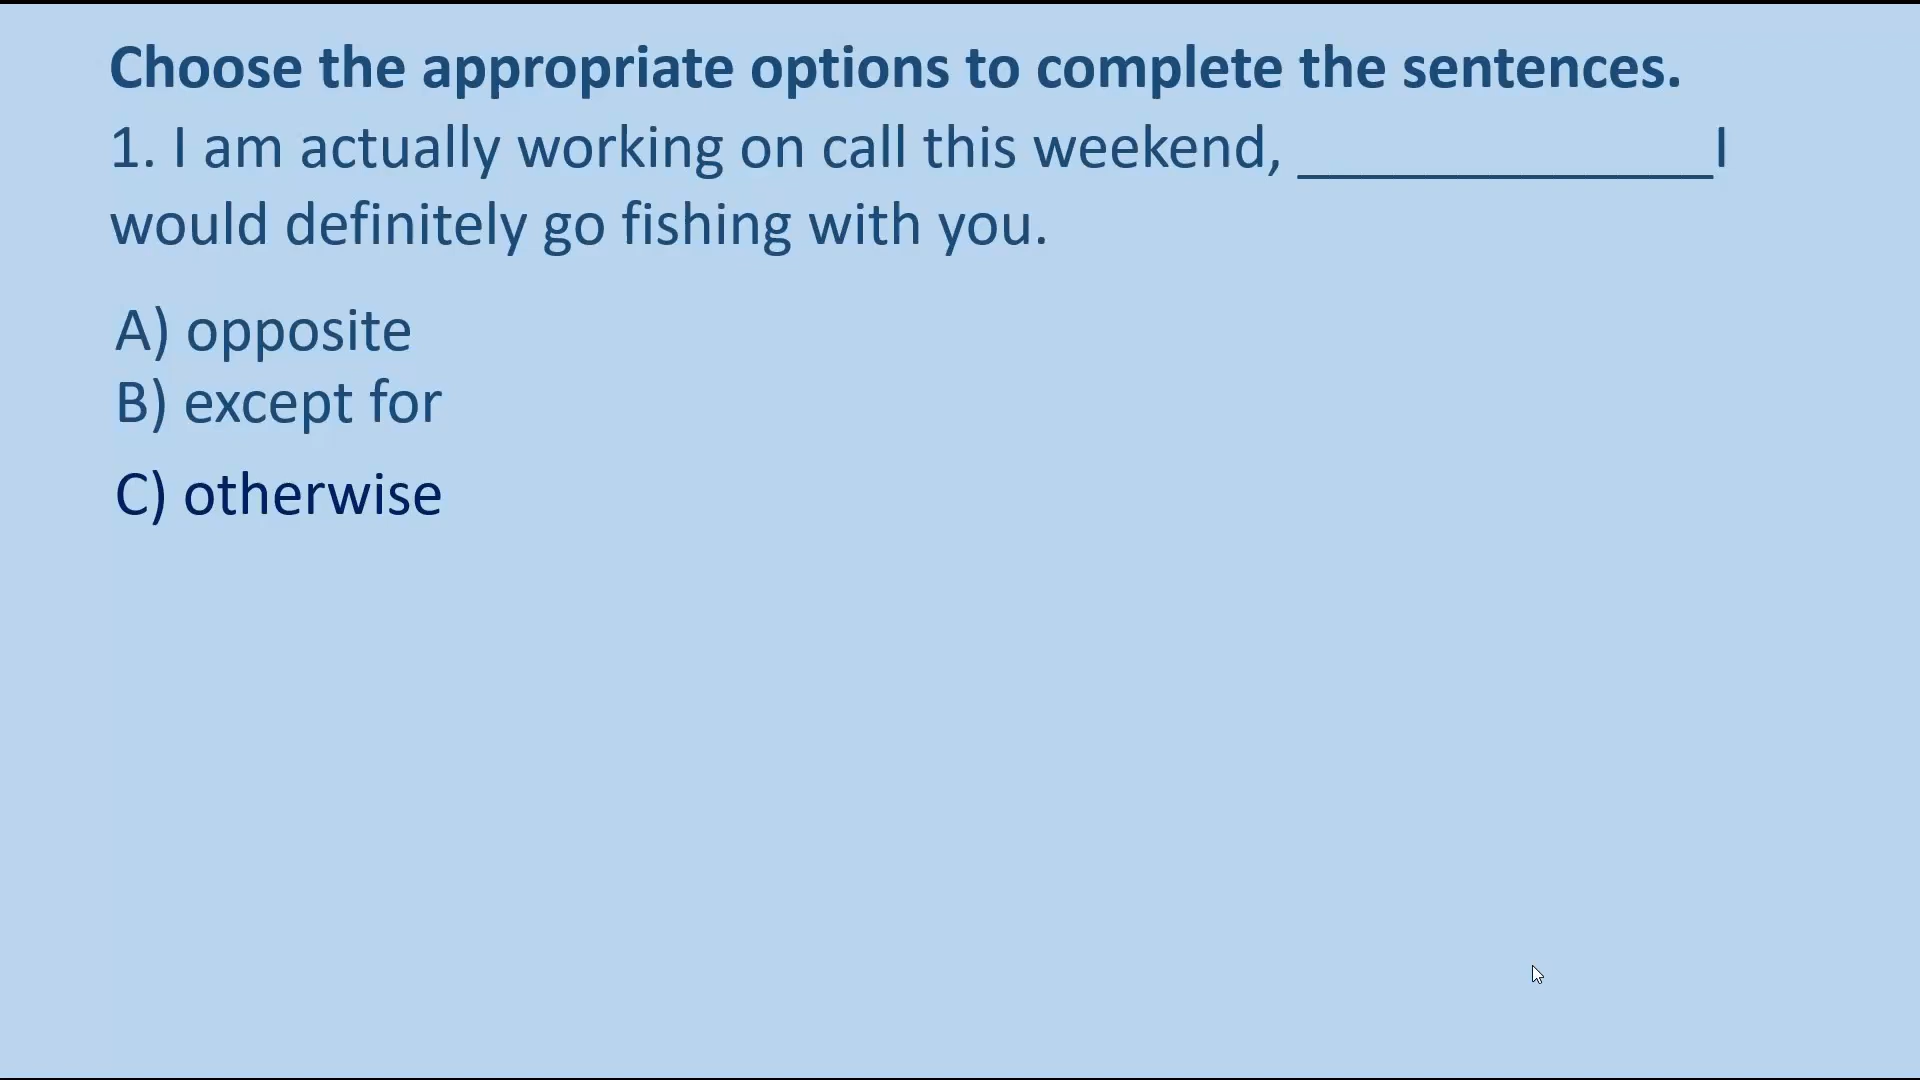 Choose the appropriate options to complete the sentences.
1. I am actually working on call this weekend, ______________I
would definitely go fishing with you.
A) opposite
B) except for
C) otherwise